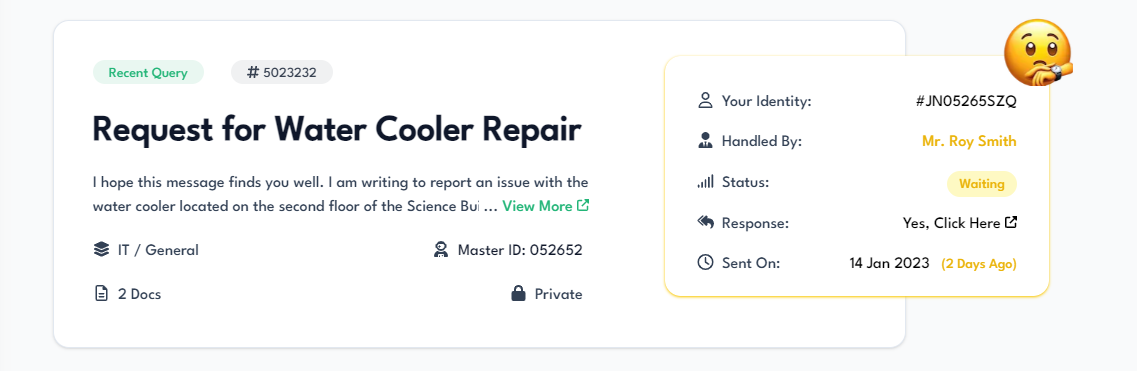 Recent Query
# 5023232
Request for Water Cooler Repair
I hope this message finds you well. I am writing to report an issue with the
water cooler located on the second floor of the Science Bui ... View More
IT / General
Master ID: 052652
2 Docs
Private
Your Identity: #JN05265SZQ
Handled By: Mr. Roy Smith
Status: Waiting
Response: Yes, Click Here
Sent On: 14 Jan 2023 (2 Days Ago)